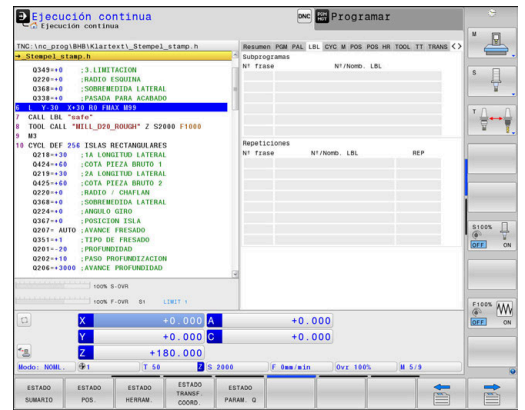 Ejecución continua
Ejecución continua
DNC
Programar
TNC:\nc_prog\BHB\Klartext\_Stempel_stamp.h
→_Stempel_stamp.h
Q349=+0 ;3.LIMITACION
Q220=+0 ;RADIO ESQUINA
Q368=+0 ;SOBREMEDIDA LATERAL
Q338=+0 ;PASADA PARA ACABADO
6 L Y-30 X+30 R0 FMAX M99
7 CALL LBL "safe"
8 TOOL CALL "MILL_D20_ROUGH" Z S2000 F1000
9 M3
10 CYCL DEF 256 ISLAS RECTANGULARES
Q218=+30 ;1A LONGITUD LATERAL
Q424=+60 ;COTA PIEZA BRUTO 1
Q219=+30 ;2A LONGITUD LATERAL
Q425=+60 ;COTA PIEZA BRUTO 2
Q220=+0 ;RADIO / CHAFLAN
Q368=+0 ;SOBREMEDIDA LATERAL
Q224=+0 ;ANGULO GIRO
Q367=+0 ;POSICION ISLA
Q207= AUTO ;AVANCE FRESADO
Q351=+1 ;TIPO DE FRESADO
Q201=-20 ;PROFUNDIDAD
Q202=+10 ;PASO PROFUNDIZACION
Q206=+3000 ;AVANCE PROFUNDIDAD
Resumen PGM PAL LBL CYC M POS POS HR TOOL TT TRANS
Subprogramas
Nº frase Nº/Nomb. LBL
Repeticiones
Nº frase Nº/Nomb. LBL REP
100% S-OVR
100% F-OVR S1 LIMIT 1
X +0.000 A +0.000
Y +0.000 C +0.000
Z +180.000
Modo: NOML. 1 T 50 Z S 2000 F 0mm/min Ovr 100% M 5/9
ESTADO SUMARIO
ESTADO POS.
ESTADO HERRAM.
ESTADO TRANSF. COORD.
ESTADO PARAM. Q
M
S
T
S100%
OFF ON
F100%
OFF ON